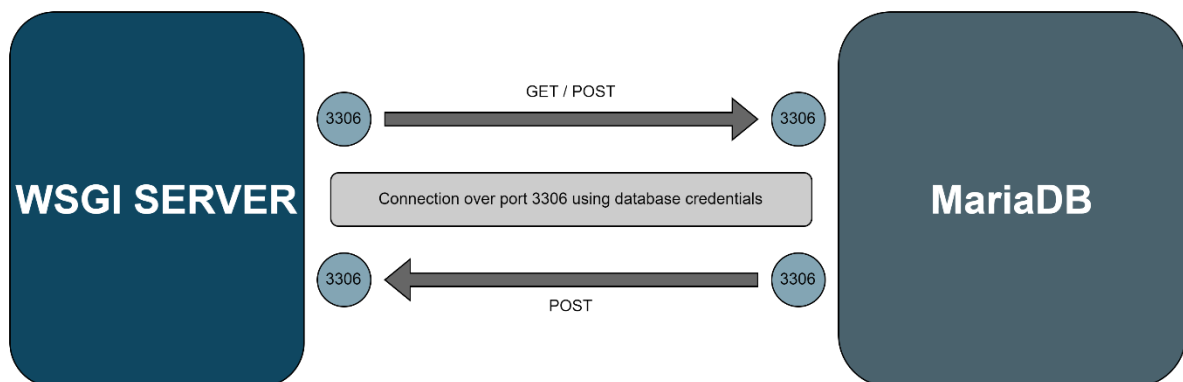 GET / POST
3306
3306
WSGI SERVER
Connection over port 3306 using database credentials
MariaDB
3306
3306
POST